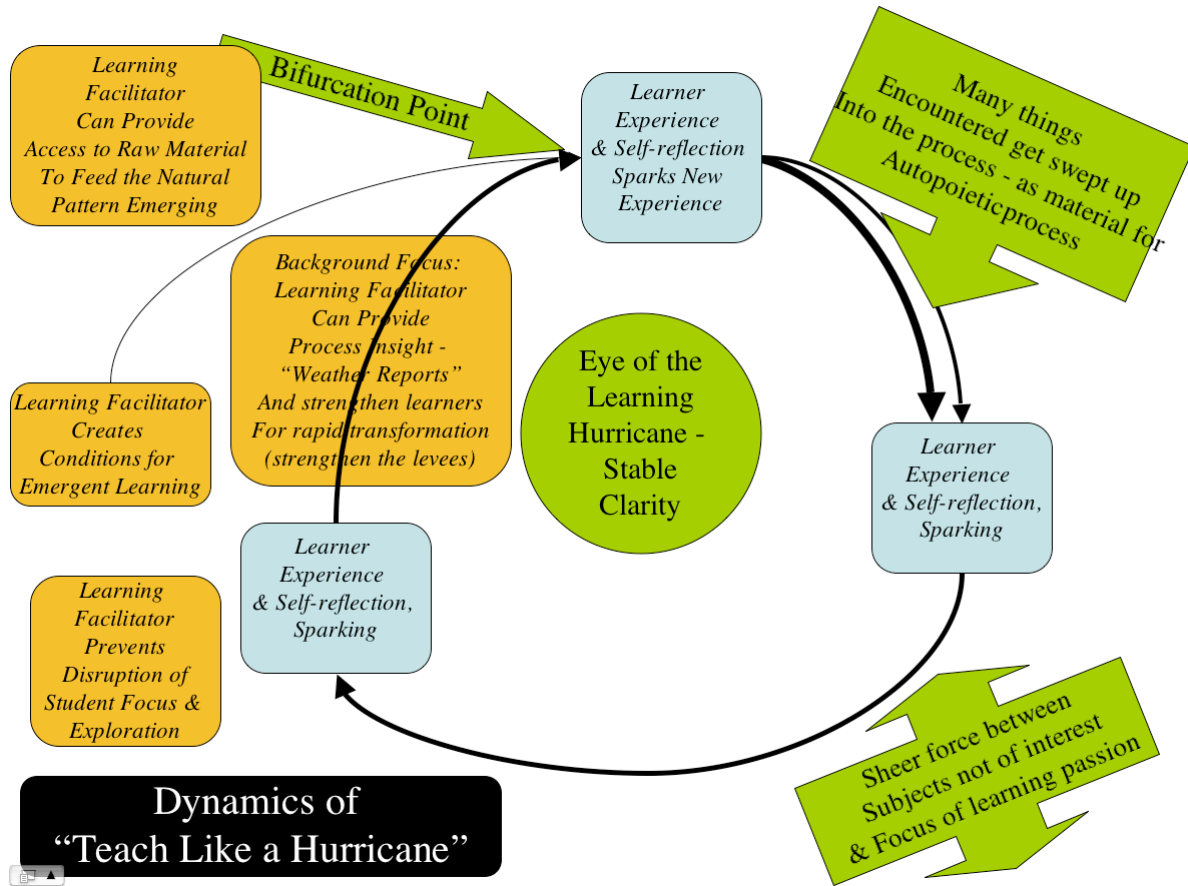 Learning
Facilitator
Can Provide
Access to Raw Material
To Feed the Natural
Pattern Emerging
Bifurcation Point
Learner
Experience
& Self-reflection
Sparks New
Experience
Many things
Encountered get swept up
Into the process - as material for
Autopoieticprocess
Background Focus:
Learning Facilitator
Can Provide
Process Insight -
“Weather Reports”
And strengthen learners
For rapid transformation
(strengthen the levees)
Eye of the
Learning
Hurricane -
Stable
Clarity
Learning Facilitator
Creates
Conditions for
Emergent Learning
Learner
Experience
& Self-reflection,
Sparking
Learner
Experience
& Self-reflection,
Sparking
Learning
Facilitator
Prevents
Disruption of
Student Focus &
Exploration
Sheer force between
Subjects not of interest
& Focus of learning passion
Dynamics of
“Teach Like a Hurricane”